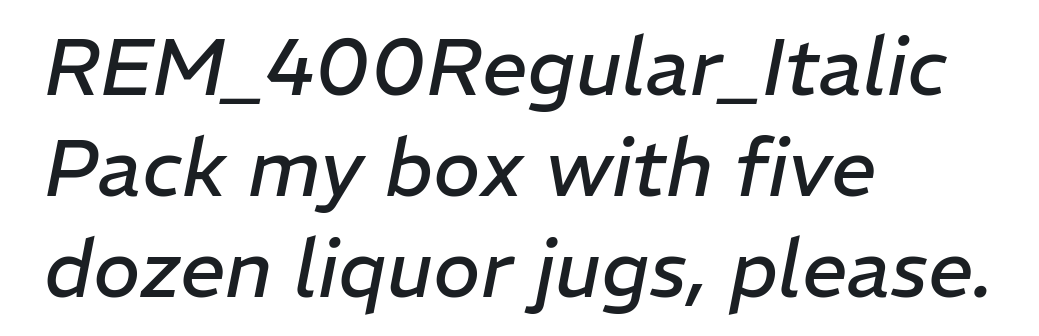 REM_400Regular_Italic
Pack my box with five
dozen liquor jugs, please.